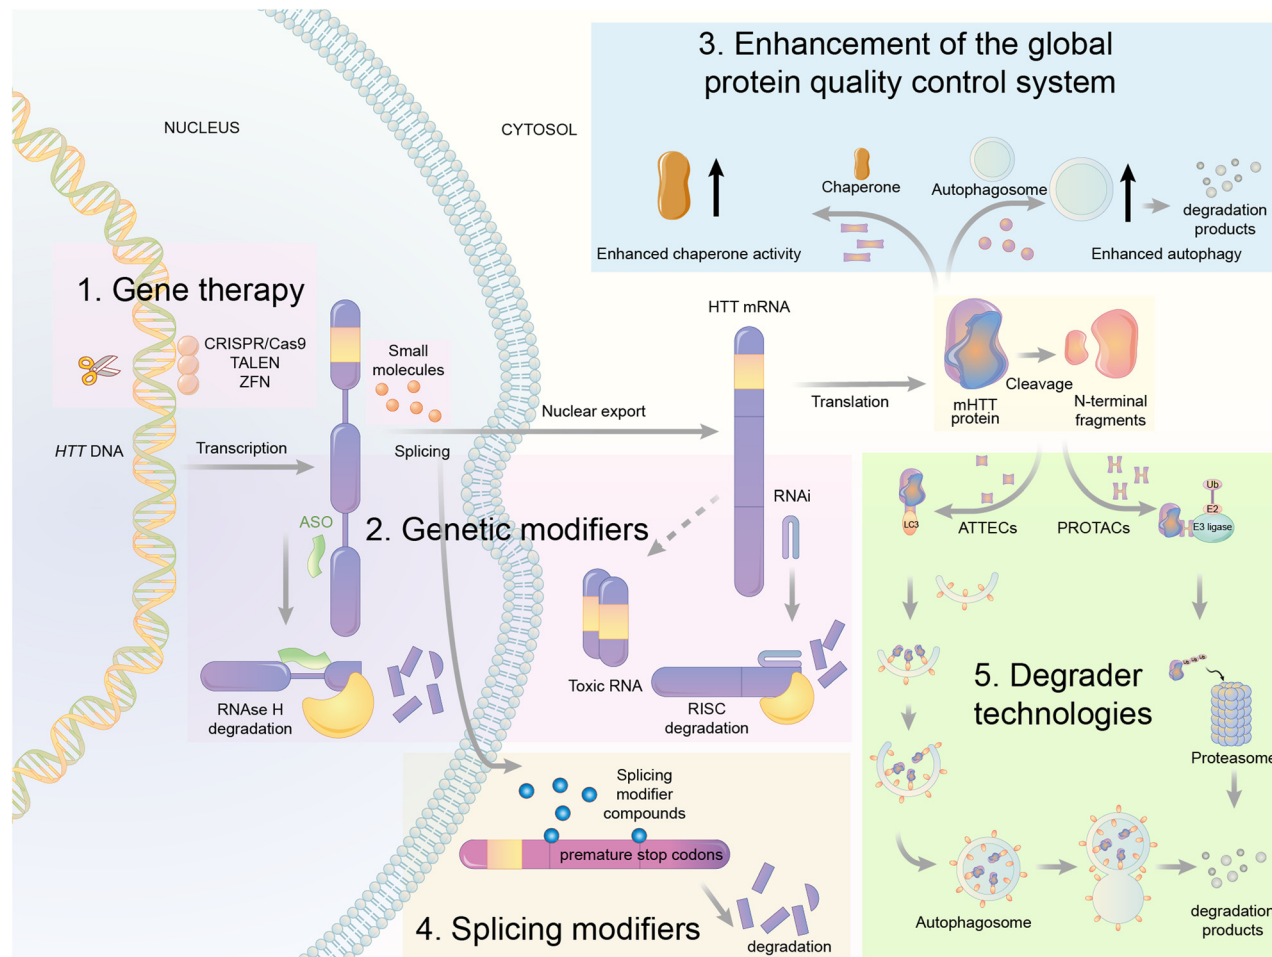 3. Enhancement of the global
protein quality control system
NUCLEUS
CYTOSOL
Chaperone
Autophagosome
degradation
products
Enhanced chaperone activity
Enhanced autophagy
1. Gene therapy
CRISPR/Cas9
TALEN
ZFN
Small
molecules
HTT mRNA
Nuclear export
Translation
mHTT
protein
Cleavage
N-terminal
fragments
HTT DNA
Transcription
Splicing
ASO
2. Genetic modifiers
RNAi
Toxic RNA
RNAse H
degradation
RISC
degradation
LC3
ATTECs
PROTACs
Ub
E2
E3 ligase
5. Degrader
technologies
Ub Ub Ub
Proteasome
Autophagosome
degradation
products
Splicing
modifier
compounds
premature stop codons
4. Splicing modifiers
degradation